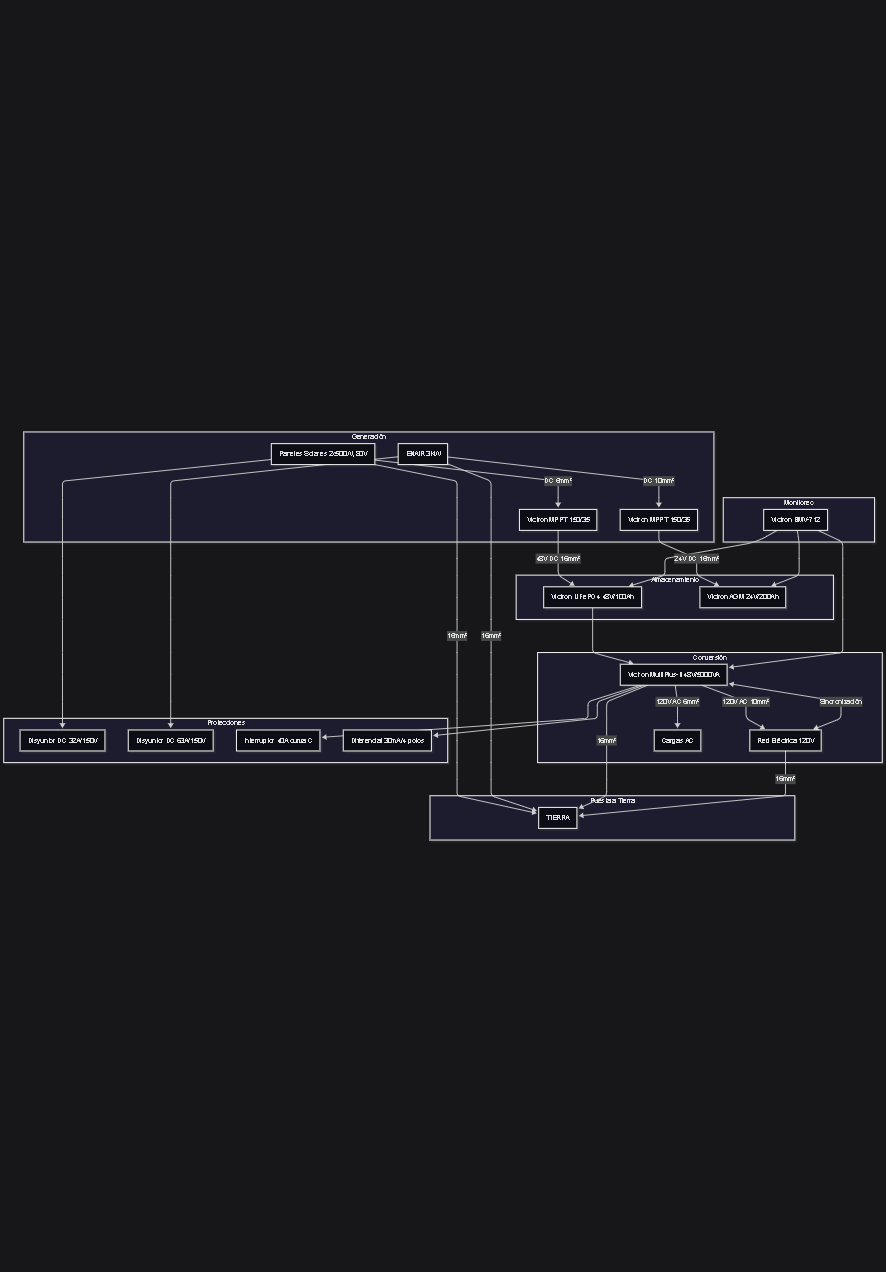 Generación
Paneles Solares 2x500W, 80V
ENAIR 3kW
DC 6mm²
DC 10mm²
Victron MPPT 150/35
Victron MPPT 150/35
Monitoreo
Victron BMV-712
48V DC 16mm²
24V DC 16mm²
Almacenamiento
Victron LiFePO4 48V/100Ah
Victron AGM 24V/200Ah
16mm²
16mm²
Conversión
Victron MultiPlus-II 48V/5000VA
120V AC 6mm²
120V AC 10mm²
Sincronización
Protecciones
Disyuntor DC 32A/150V
Disyuntor DC 63A/150V
Interruptor 40A curva C
Diferencial 30mA/4 polos
16mm²
Cargas AC
Red Eléctrica 120V
16mm²
Puesta a Tierra
TIERRA